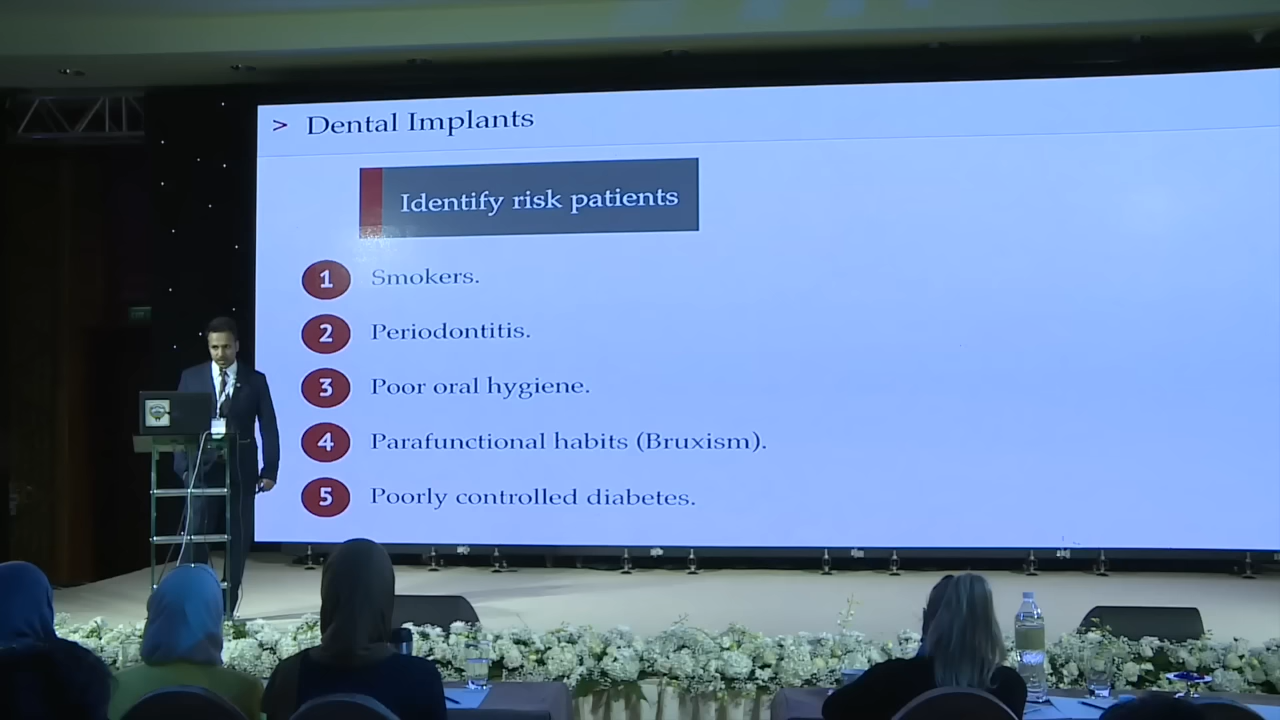 > Dental Implants
Identify risk patients
1 Smokers.
2 Periodontitis.
3 Poor oral hygiene.
4 Parafunctional habits (Bruxism).
5 Poorly controlled diabetes.